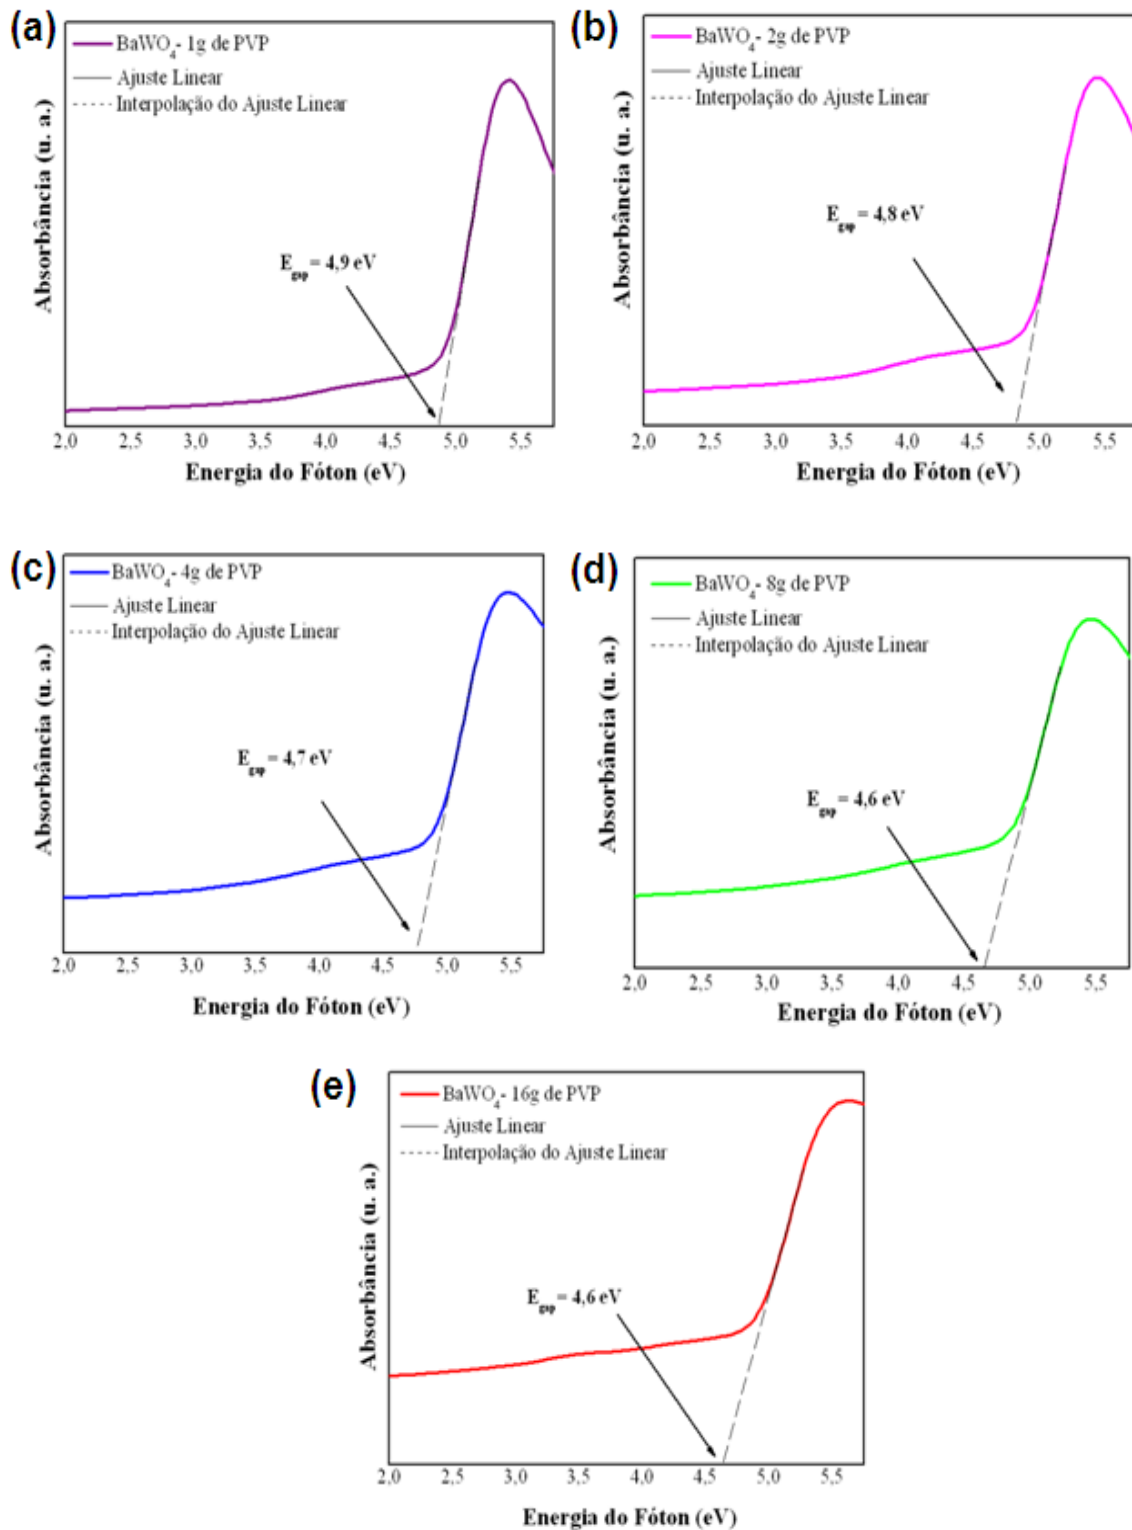 (a)
BaWO₄- 1g de PVP
Ajuste Linear
Interpolação do Ajuste Linear
Absorbância (u. a.)
E_gap = 4,9 eV
2,0 2,5 3,0 3,5 4,0 4,5 5,0 5,5
Energia do Fóton (eV)
(b)
BaWO₄- 2g de PVP
Ajuste Linear
Interpolação do Ajuste Linear
Absorbância (u. a.)
E_gap = 4,8 eV
2,0 2,5 3,0 3,5 4,0 4,5 5,0 5,5
Energia do Fóton (eV)
(c)
BaWO₄- 4g de PVP
Ajuste Linear
Interpolação do Ajuste Linear
Absorbância (u. a.)
E_gap = 4,7 eV
2,0 2,5 3,0 3,5 4,0 4,5 5,0 5,5
Energia do Fóton (eV)
(d)
BaWO₄- 8g de PVP
Ajuste Linear
Interpolação do Ajuste Linear
Absorbância (u. a.)
E_gap = 4,6 eV
2,0 2,5 3,0 3,5 4,0 4,5 5,0 5,5
Energia do Fóton (eV)
(e)
BaWO₄- 16g de PVP
Ajuste Linear
Interpolação do Ajuste Linear
Absorbância (u. a.)
E_gap = 4,6 eV
2,0 2,5 3,0 3,5 4,0 4,5 5,0 5,5
Energia do Fóton (eV)